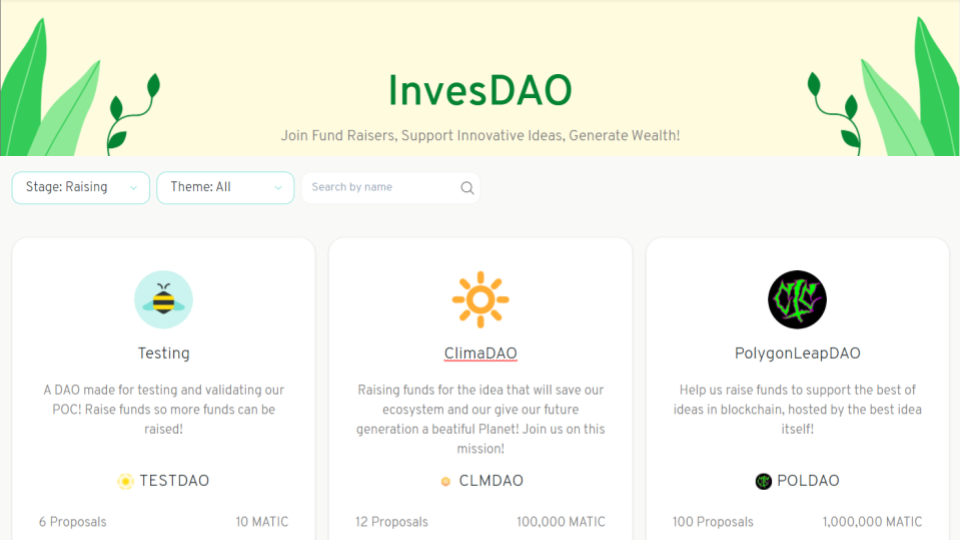 InvesDAO
Join Fund Raisers, Support Innovative Ideas, Generate Wealth!
Stage: Raising
Theme: All
Search by name
Testing
A DAO made for testing and validating our
POC! Raise funds so more funds can be
raised!
TESTDAO
6 Proposals
10 MATIC
ClimaDAO
Raising funds for the idea that will save our
ecosystem and our give our future
generation a beatiful Planet! Join us on this
mission!
CLMDAO
12 Proposals
100,000 MATIC
PolygonLeapDAO
Help us raise funds to support the best of
ideas in blockchain, hosted by the best idea
itself!
POLDAO
100 Proposals
1,000,000 MATIC